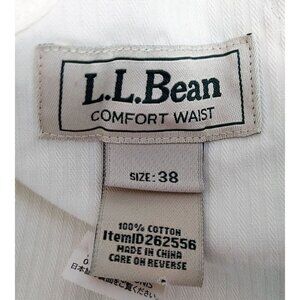 L.L.Bean
COMFORT WAIST
SIZE: 38
100% COTTON
ItemID262556
MADE IN CHINA
CARE ON REVERSE